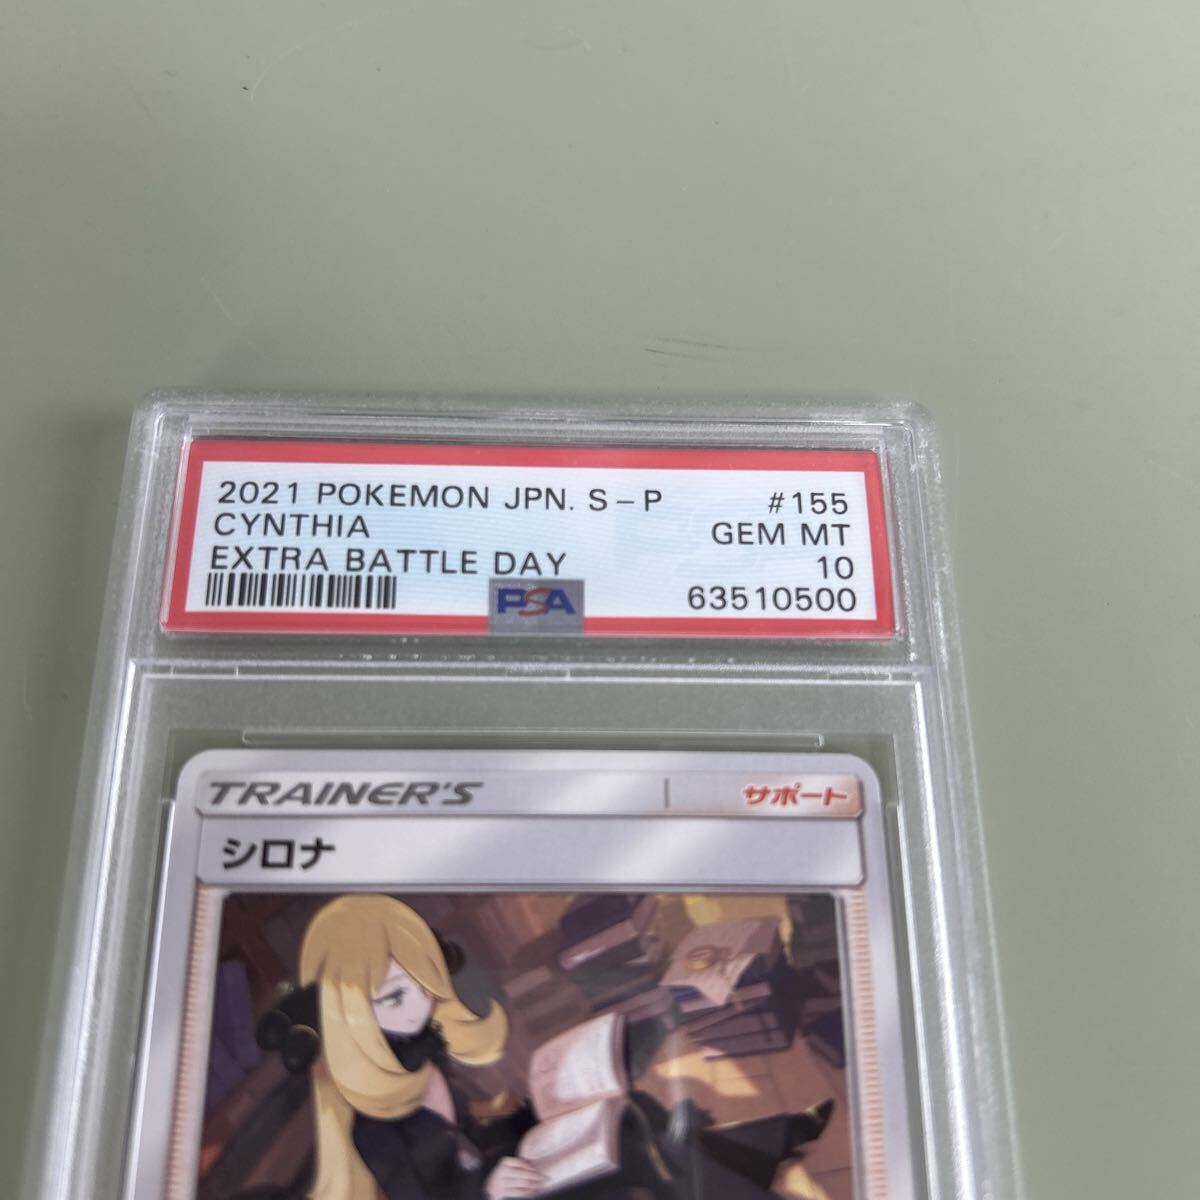 2021 POKEMON JPN. S-P #155
CYNTHIA GEM MT
EXTRA BATTLE DAY 10
PSA 63510500
TRAINER'S サポート
シロナ